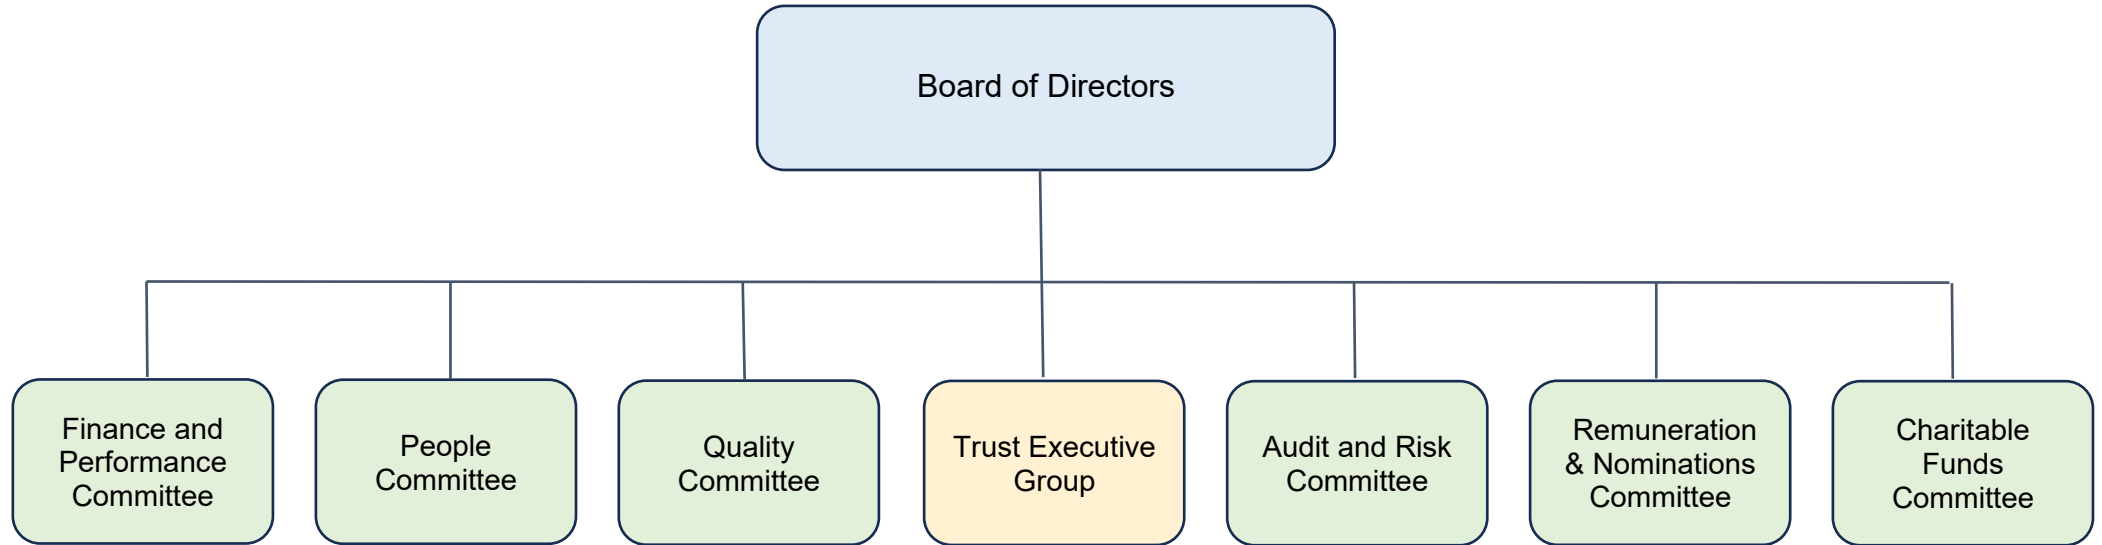 Board of Directors
Finance and
Performance
Committee
People
Committee
Quality
Committee
Trust Executive
Group
Audit and Risk
Committee
Remuneration
& Nominations
Committee
Charitable
Funds
Committee